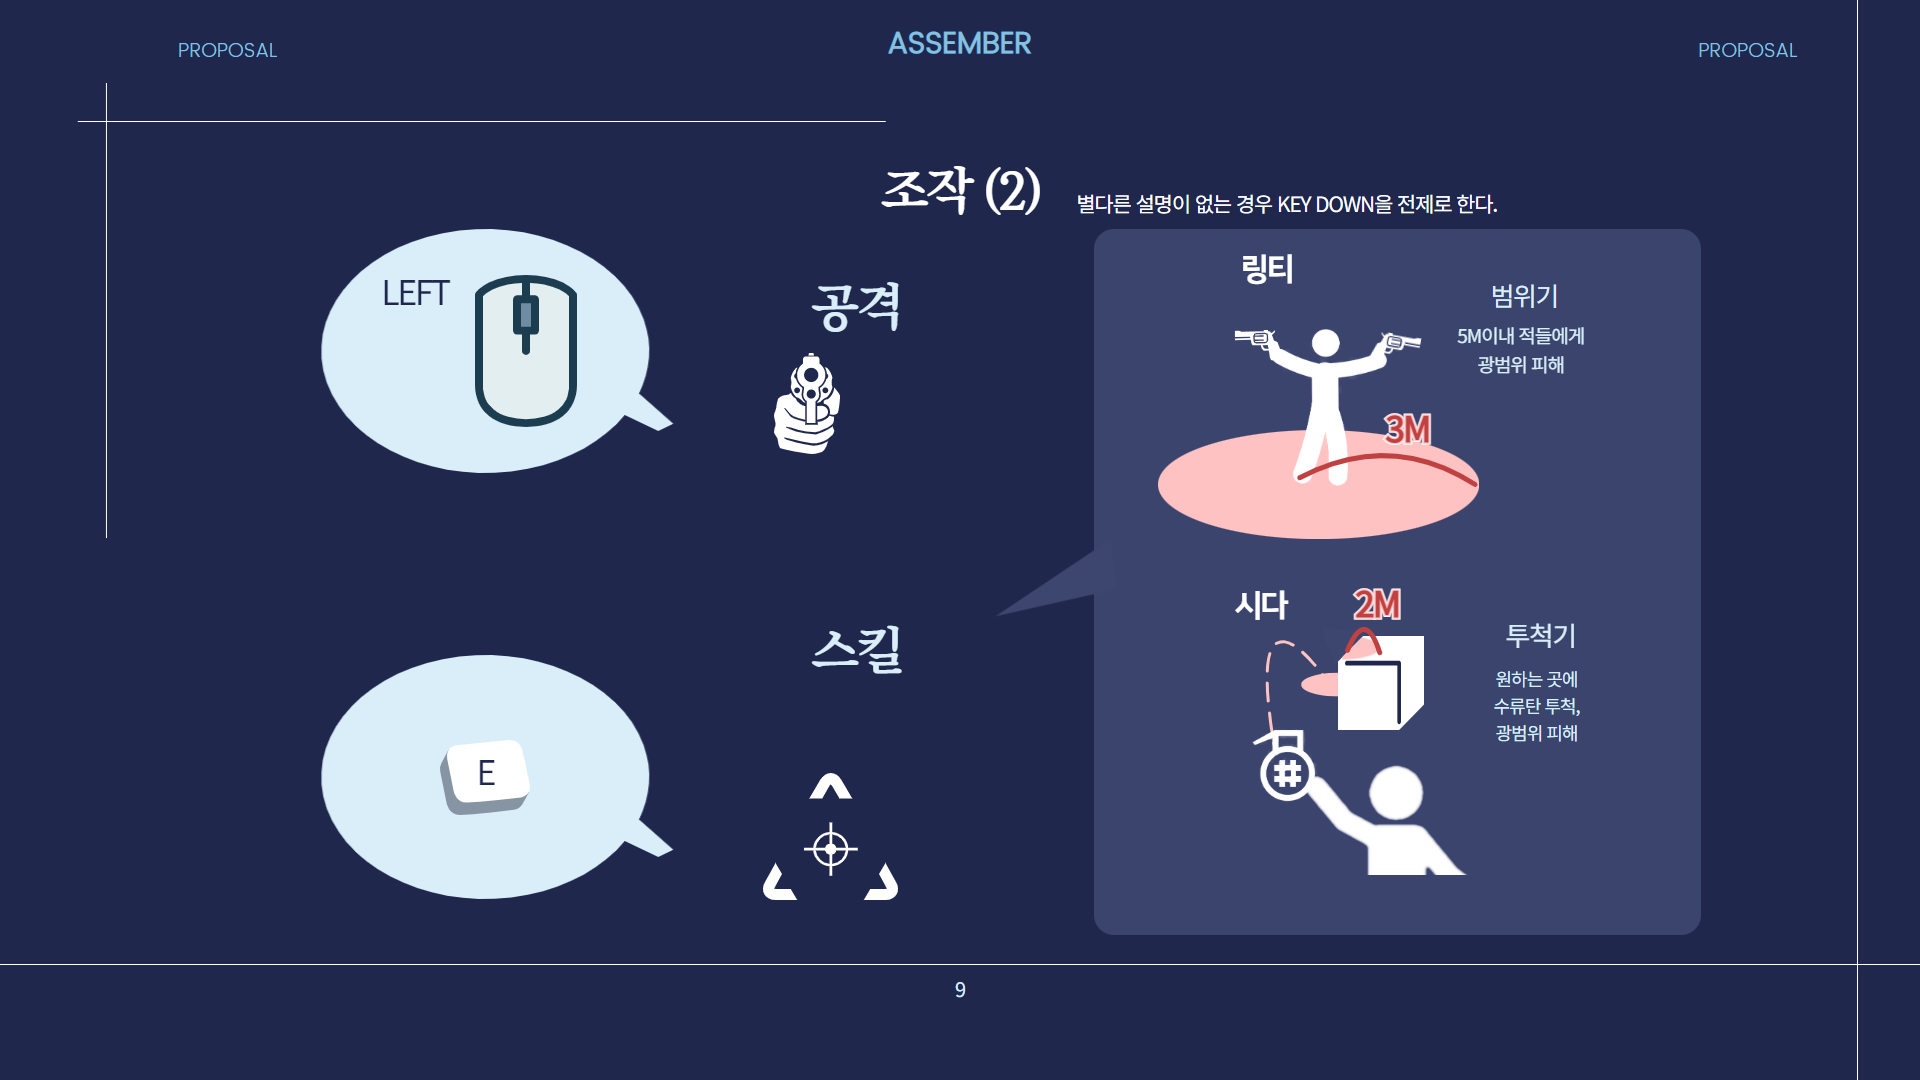 PROPOSAL
ASSEMBER
PROPOSAL
조작 (2)
별다른 설명이 없는 경우 KEY DOWN을 전제로 한다.
LEFT
공격
링티
범위기
5M이내 적들에게
광범위 피해
3M
스킬
E
시다
2M
투척기
원하는 곳에
수류탄 투척,
광범위 피해
9